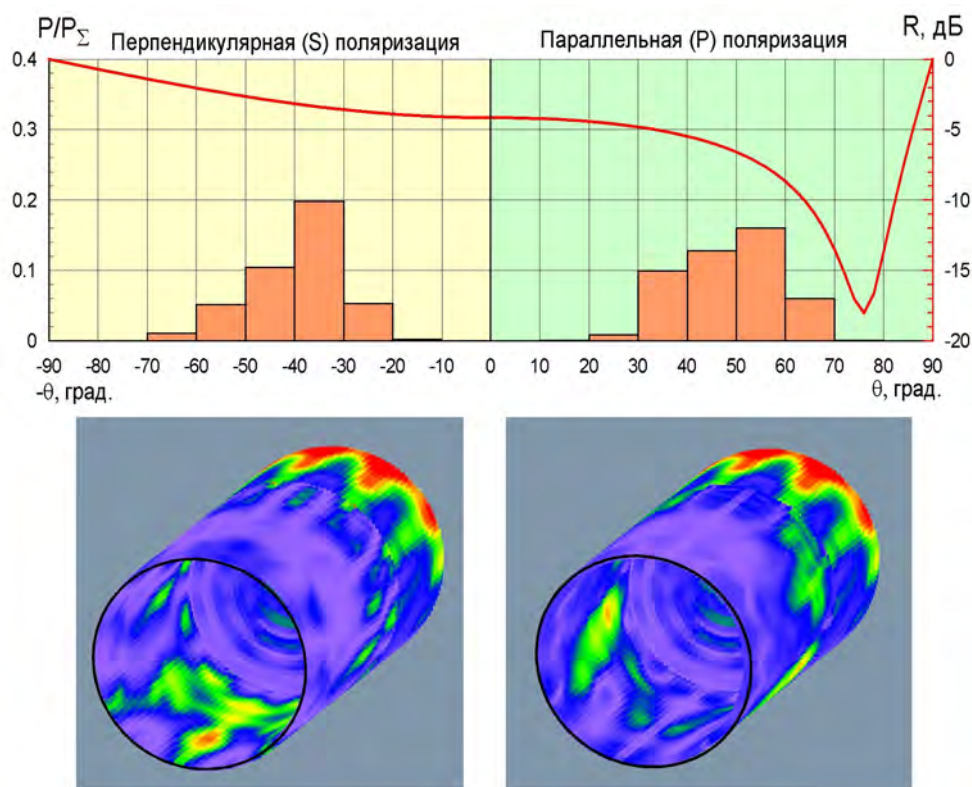 P/PΣ
Перпендикулярная (S) поляризация
Параллельная (P) поляризация
R, дБ
0.4
0.3
0.2
0.1
0
0
-5
-10
-15
-20
-90 -80 -70 -60 -50 -40 -30 -20 -10 0 10 20 30 40 50 60 70 80 90
-θ, град.
θ, град.